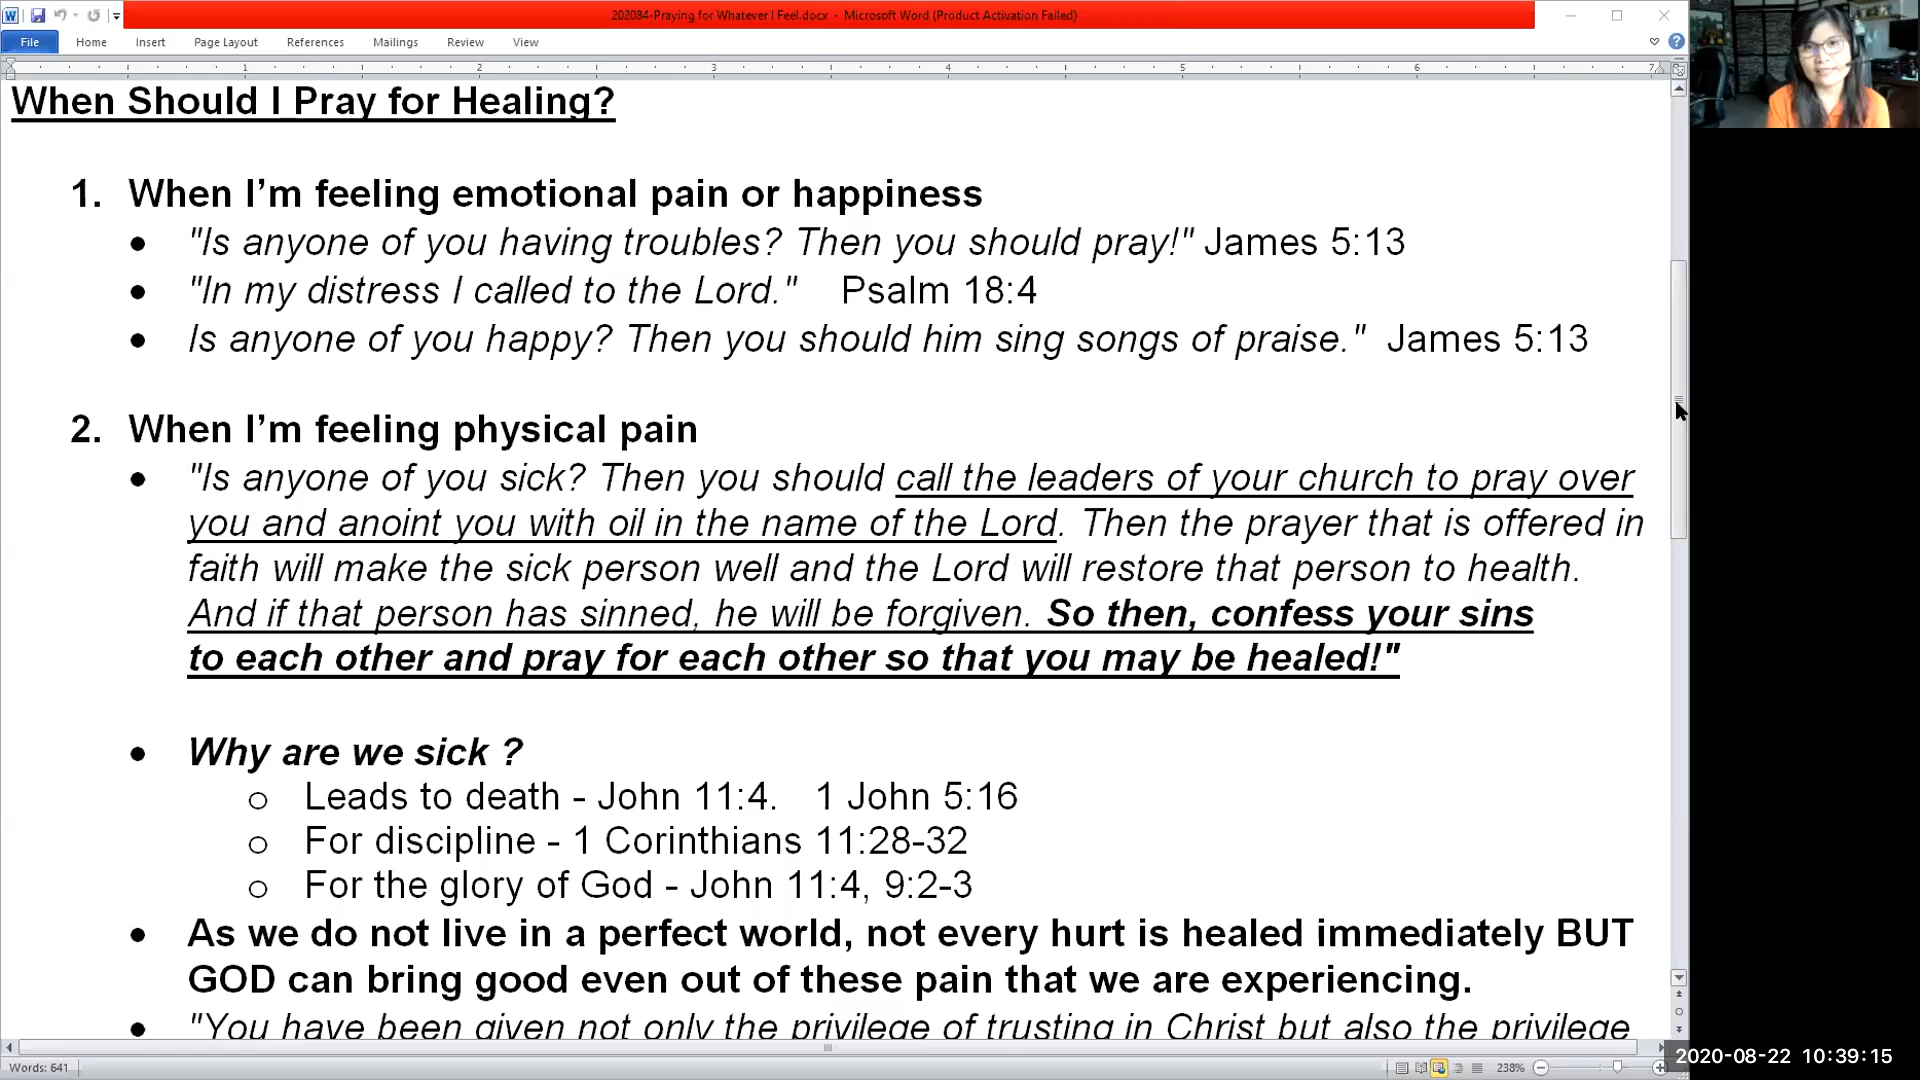 202084-Praying for Whatever I Feel.docx - Microsoft Word (Product Activation Failed)
File Home Insert Page Layout References Mailings Review View
1 2 3 4 5 6 7
When Should I Pray for Healing?
1. When I’m feeling emotional pain or happiness
"Is anyone of you having troubles? Then you should pray!" James 5:13
"In my distress I called to the Lord." Psalm 18:4
Is anyone of you happy? Then you should him sing songs of praise." James 5:13
2. When I’m feeling physical pain
"Is anyone of you sick? Then you should call the leaders of your church to pray over
you and anoint you with oil in the name of the Lord. Then the prayer that is offered in
faith will make the sick person well and the Lord will restore that person to health.
And if that person has sinned, he will be forgiven. So then, confess your sins
to each other and pray for each other so that you may be healed!"
Why are we sick ?
o Leads to death - John 11:4. 1 John 5:16
o For discipline - 1 Corinthians 11:28-32
o For the glory of God - John 11:4, 9:2-3
As we do not live in a perfect world, not every hurt is healed immediately BUT
GOD can bring good even out of these pain that we are experiencing.
"You have been given not only the privilege of trusting in Christ but also the privilege
Words: 641
238%
2020-08-22 10:39:15